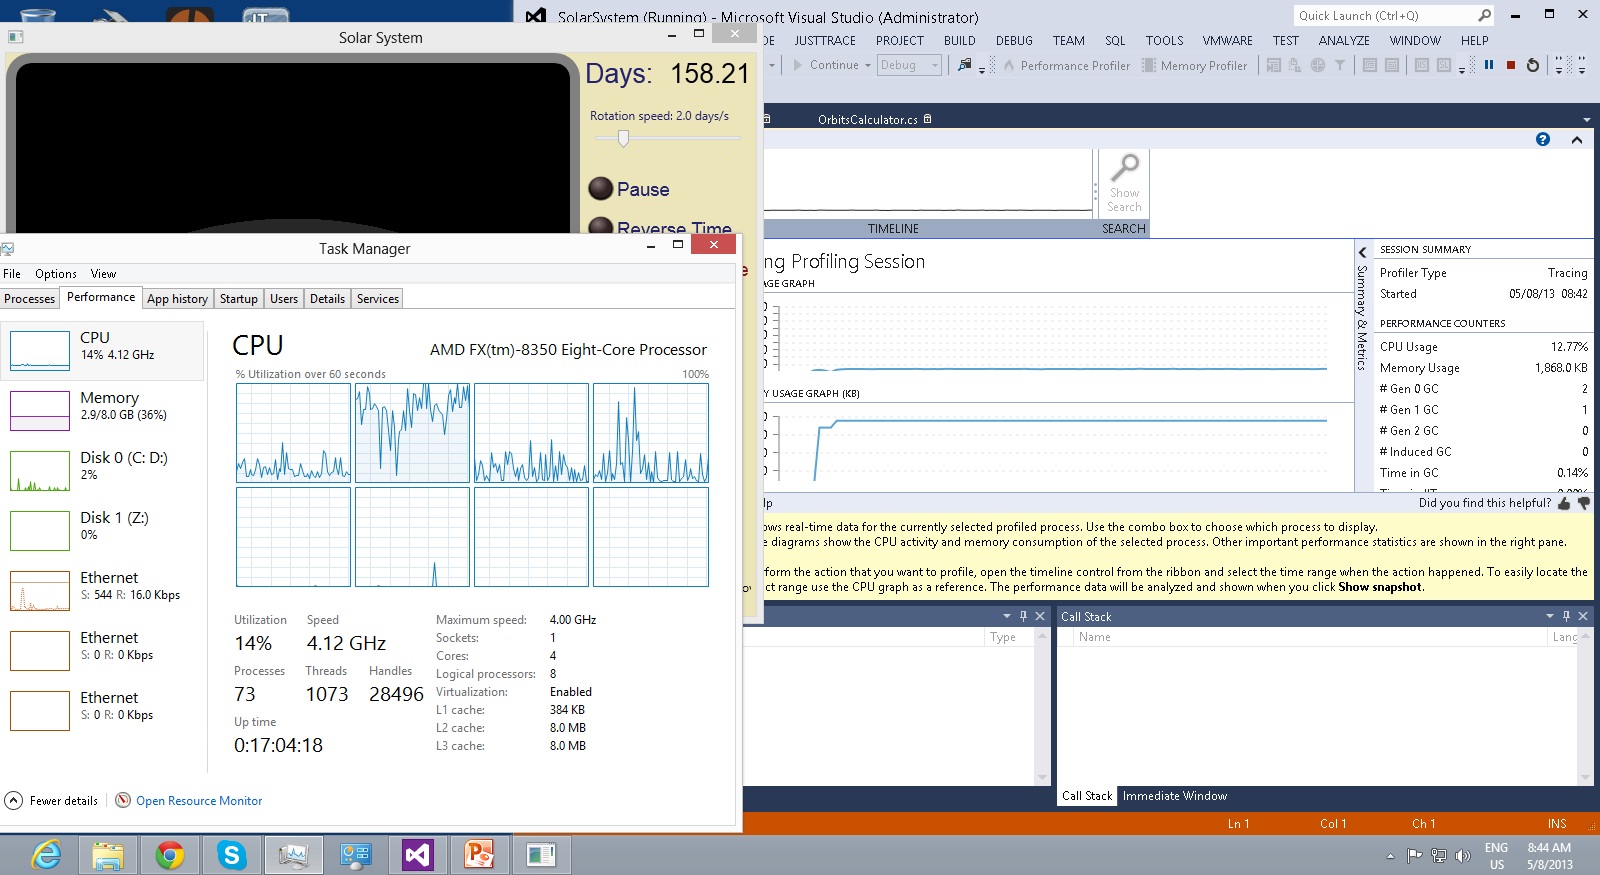 SolarSystem (Running) - Microsoft Visual Studio (Administrator)
Quick Launch (Ctrl+Q)
JUSTTRACE PROJECT BUILD DEBUG TEAM SQL TOOLS VMWARE TEST ANALYZE WINDOW HELP
Continue Debug Performance Profiler Memory Profiler
OrbitsCalculator.cs
Solar System
Days: 158.21
Rotation speed: 2.0 days/s
Pause
Reverse Time
Show
Search
TIMELINE SEARCH
ng Profiling Session
AGE GRAPH
Y USAGE GRAPH (KB)
Summary & Metrics
SESSION SUMMARY
Profiler Type Tracing
Started 05/08/13 08:42
PERFORMANCE COUNTERS
CPU Usage 12.77%
Memory Usage 1,868.0 KB
# Gen 0 GC 2
# Gen 1 GC 1
# Gen 2 GC 0
# Induced GC 0
Time in GC 0.14%
lp
Did you find this helpful?
ows real-time data for the currently selected profiled process. Use the combo box to choose which process to display.
e diagrams show the CPU activity and memory consumption of the selected process. Other important performance statistics are shown in the right pane.
form the action that you want to profile, open the timeline control from the ribbon and select the time range when the action happened. To easily locate the
ct range use the CPU graph as a reference. The performance data will be analyzed and shown when you click Show snapshot.
Type
Call Stack
Name Lang
Call Stack Immediate Window
Ln 1 Col 1 Ch 1 INS
Task Manager
File Options View
Processes Performance App history Startup Users Details Services
CPU
14% 4.12 GHz
Memory
2.9/8.0 GB (36%)
Disk 0 (C: D:)
2%
Disk 1 (Z:)
0%
Ethernet
S: 544 R: 16.0 Kbps
Ethernet
S: 0 R: 0 Kbps
Ethernet
S: 0 R: 0 Kbps
CPU AMD FX(tm)-8350 Eight-Core Processor
% Utilization over 60 seconds 100%
Utilization Speed
14% 4.12 GHz
Processes Threads Handles
73 1073 28496
Up time
0:17:04:18
Maximum speed: 4.00 GHz
Sockets: 1
Cores: 4
Logical processors: 8
Virtualization: Enabled
L1 cache: 384 KB
L2 cache: 8.0 MB
L3 cache: 8.0 MB
Fewer details Open Resource Monitor
ENG 8:44 AM
US 5/8/2013